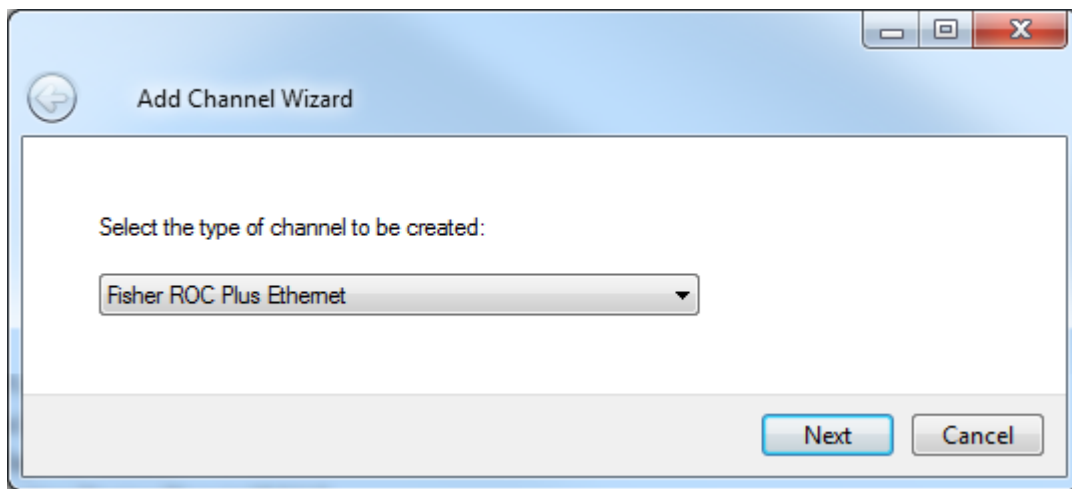 Add Channel Wizard
Select the type of channel to be created:
Fisher ROC Plus Ethernet
Next
Cancel